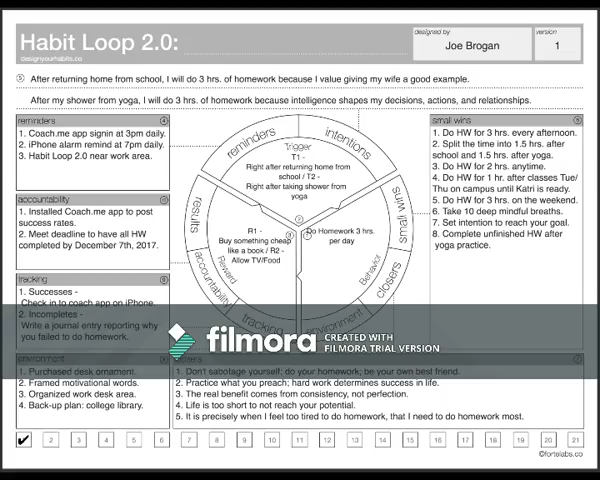 Habit Loop 2.0:
designyourhabits.co
designed by
Joe Brogan
version
1
5 After returning home from school, I will do 3 hrs. of homework because I value giving my wife a good example.
After my shower from yoga, I will do 3 hrs. of homework because intelligence shapes my decisions, actions, and relationships.
reminders 4
1. Coach.me app signin at 3pm daily.
2. iPhone alarm remind at 7pm daily.
3. Habit Loop 2.0 near work area.
accountability
1. Installed Coach.me app to post
success rates.
2. Meet deadline to have all HW
completed by December 7th, 2017.
tracking
1. Successes -
Check in to coach app on iPhone.
2. Incompletes -
Write a journal entry reporting why
you failed to do homework.
environment
1. Purchased desk ornament.
2. Framed motivational words.
3. Organized work desk area.
4. Back-up plan: college library.
reminders
intentions
small wins
closers
environment
tracking
accountability
results
Trigger
T1 -
Right after returning home from
school / T2 -
Right after taking shower from
yoga
R1 -
Buy something cheap
like a book / R2 -
Allow TV/Food
Reward
Do Homework 3 hrs.
per day
Behavior
small wins
1. Do HW for 3 hrs. every afternoon.
2. Split the time into 1.5 hrs. after
school and 1.5 hrs. after yoga.
3. Do HW for 2 hrs. anytime.
4. Do HW for 1 hr. after classes Tue/
Thu on campus until Katri is ready.
5. Do HW for 3 hrs. on the weekend.
6. Take 10 deep mindful breaths.
7. Set intention to reach your goal.
8. Complete unfinished HW after
yoga practice.
1. Don't sabotage yourself; do your homework; be your own best friend.
2. Practice what you preach; hard work determines success in life.
3. The real benefit comes from consistency, not perfection.
4. Life is too short to not reach your potential.
5. It is precisely when I feel too tired to do homework, that I need to do homework most.
filmora
CREATED WITH
FILMORA TRIAL VERSION
2 3 4 5 6 7 8 9 10 11 12 13 14 15 16 17 18 19 20 21
©fortelabs.co